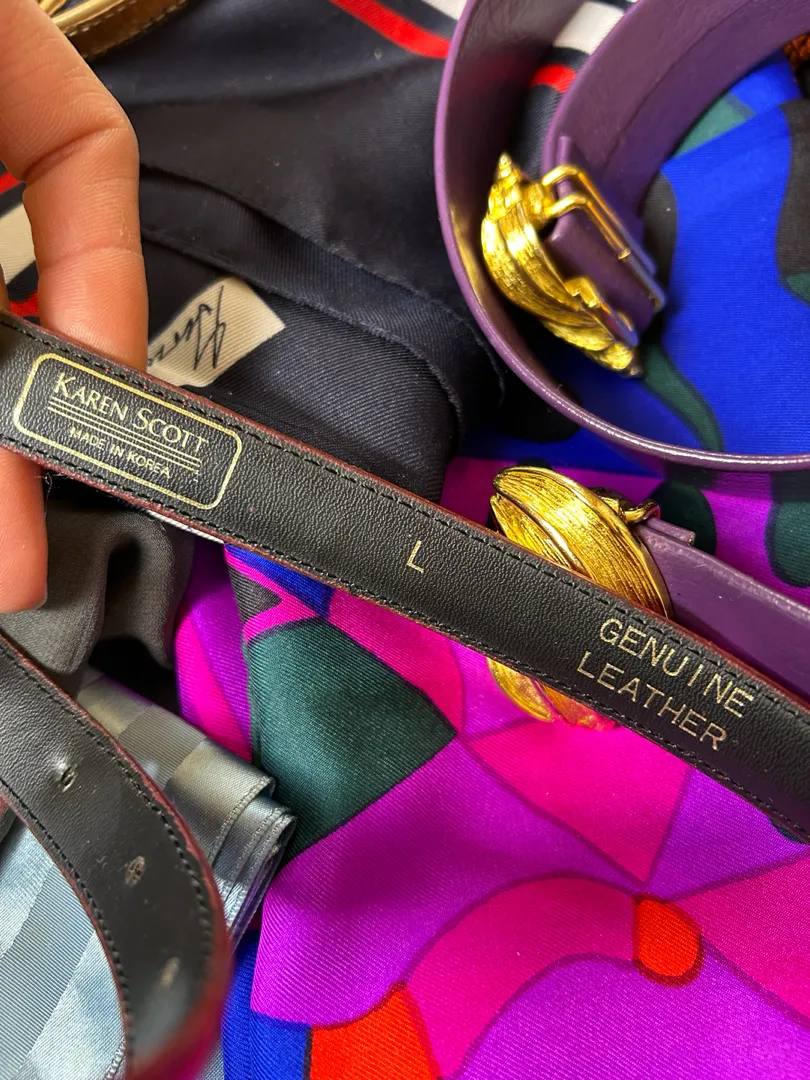 KAREN SCOTT
MADE IN KOREA
L
GENUINE
LEATHER